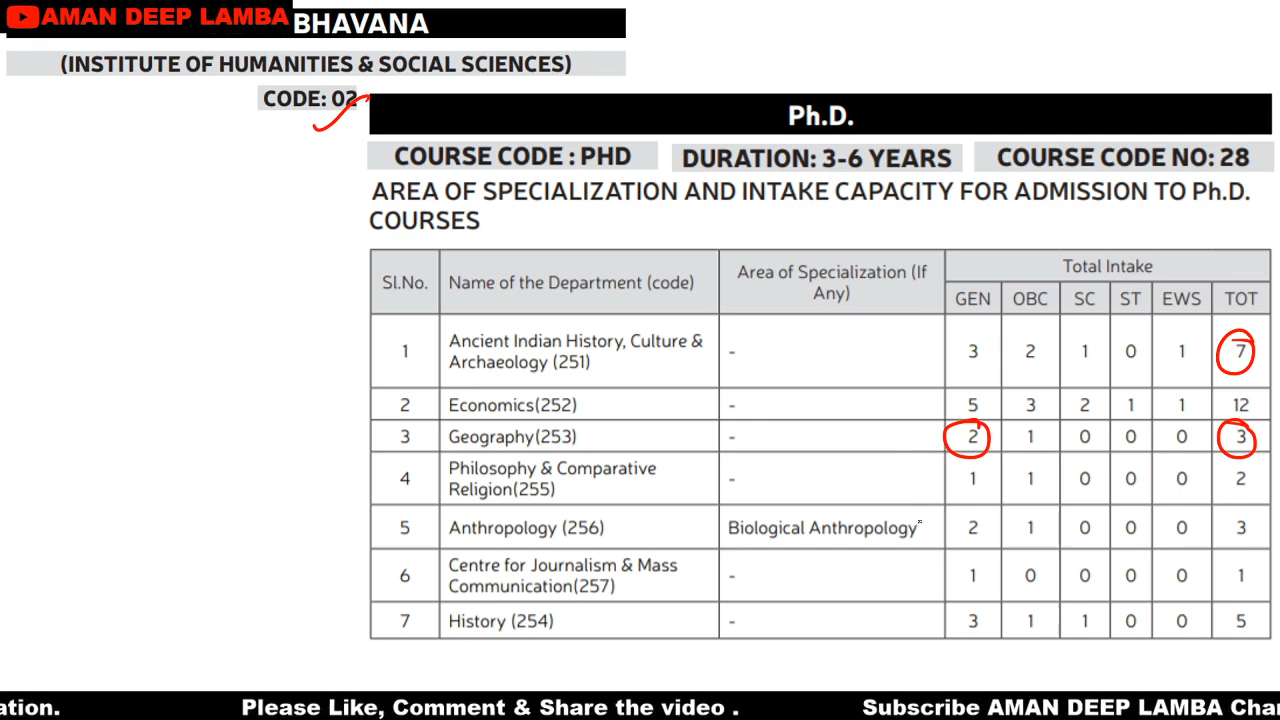 AMAN DEEP LAMBA
BHAVANA
(INSTITUTE OF HUMANITIES & SOCIAL SCIENCES)
CODE: 02
Ph.D.
COURSE CODE : PHD DURATION: 3-6 YEARS COURSE CODE NO: 28
AREA OF SPECIALIZATION AND INTAKE CAPACITY FOR ADMISSION TO Ph.D.
COURSES
Sl.No. Name of the Department (code) Area of Specialization (If Any) Total Intake
GEN OBC SC ST EWS TOT
1 Ancient Indian History, Culture & Archaeology (251) - 3 2 1 0 1 7
2 Economics(252) - 5 3 2 1 1 12
3 Geography(253) - 2 1 0 0 0 3
4 Philosophy & Comparative Religion(255) - 1 1 0 0 0 2
5 Anthropology (256) Biological Anthropology 2 1 0 0 0 3
6 Centre for Journalism & Mass Communication(257) - 1 0 0 0 0 1
7 History (254) - 3 1 1 0 0 5
ation. Please Like, Comment & Share the video . Subscribe AMAN DEEP LAMBA Cha